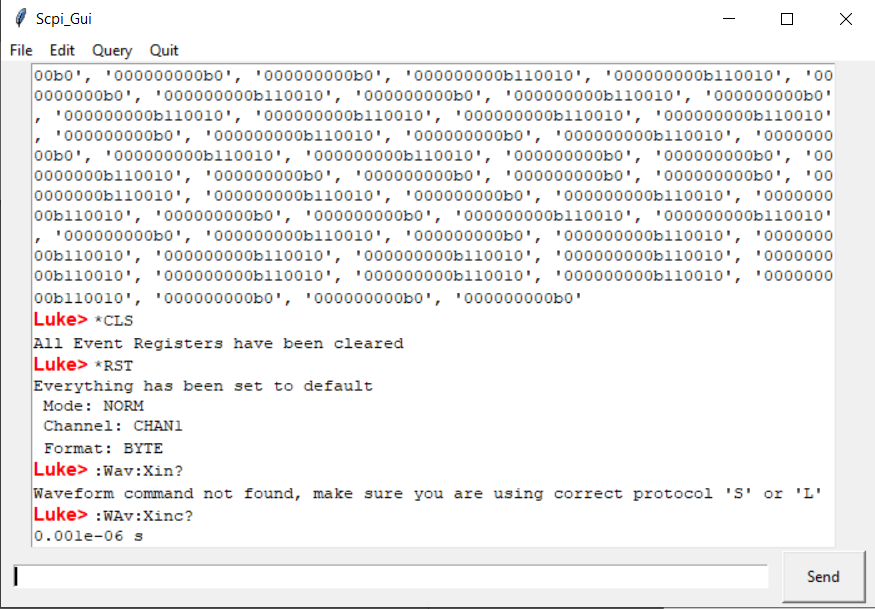 Scpi_Gui
File Edit Query Quit
00b0', '000000000b0', '000000000b0', '000000000b110010', '000000000b110010', '00
0000000b0', '000000000b110010', '000000000b0', '000000000b110010', '000000000b0'
, '000000000b110010', '000000000b110010', '000000000b110010', '000000000b110010'
, '000000000b0', '000000000b110010', '000000000b0', '000000000b110010', '0000000
00b0', '000000000b110010', '000000000b110010', '000000000b0', '000000000b0', '00
0000000b110010', '000000000b0', '000000000b0', '000000000b0', '000000000b0', '00
0000000b110010', '000000000b110010', '000000000b0', '000000000b110010', '0000000
00b110010', '000000000b0', '000000000b0', '000000000b110010', '000000000b110010'
, '000000000b0', '000000000b110010', '000000000b0', '000000000b110010', '0000000
00b110010', '000000000b110010', '000000000b110010', '000000000b110010', '0000000
00b110010', '000000000b110010', '000000000b110010', '000000000b110010', '0000000
00b110010', '000000000b0', '000000000b0', '000000000b0'
Luke> *CLS
All Event Registers have been cleared
Luke> *RST
Everything has been set to default
Mode: NORM
Channel: CHAN1
Format: BYTE
Luke> :Wav:Xin?
Waveform command not found, make sure you are using correct protocol 'S' or 'L'
Luke> :WAv:Xinc?
0.001e-06 s
Send